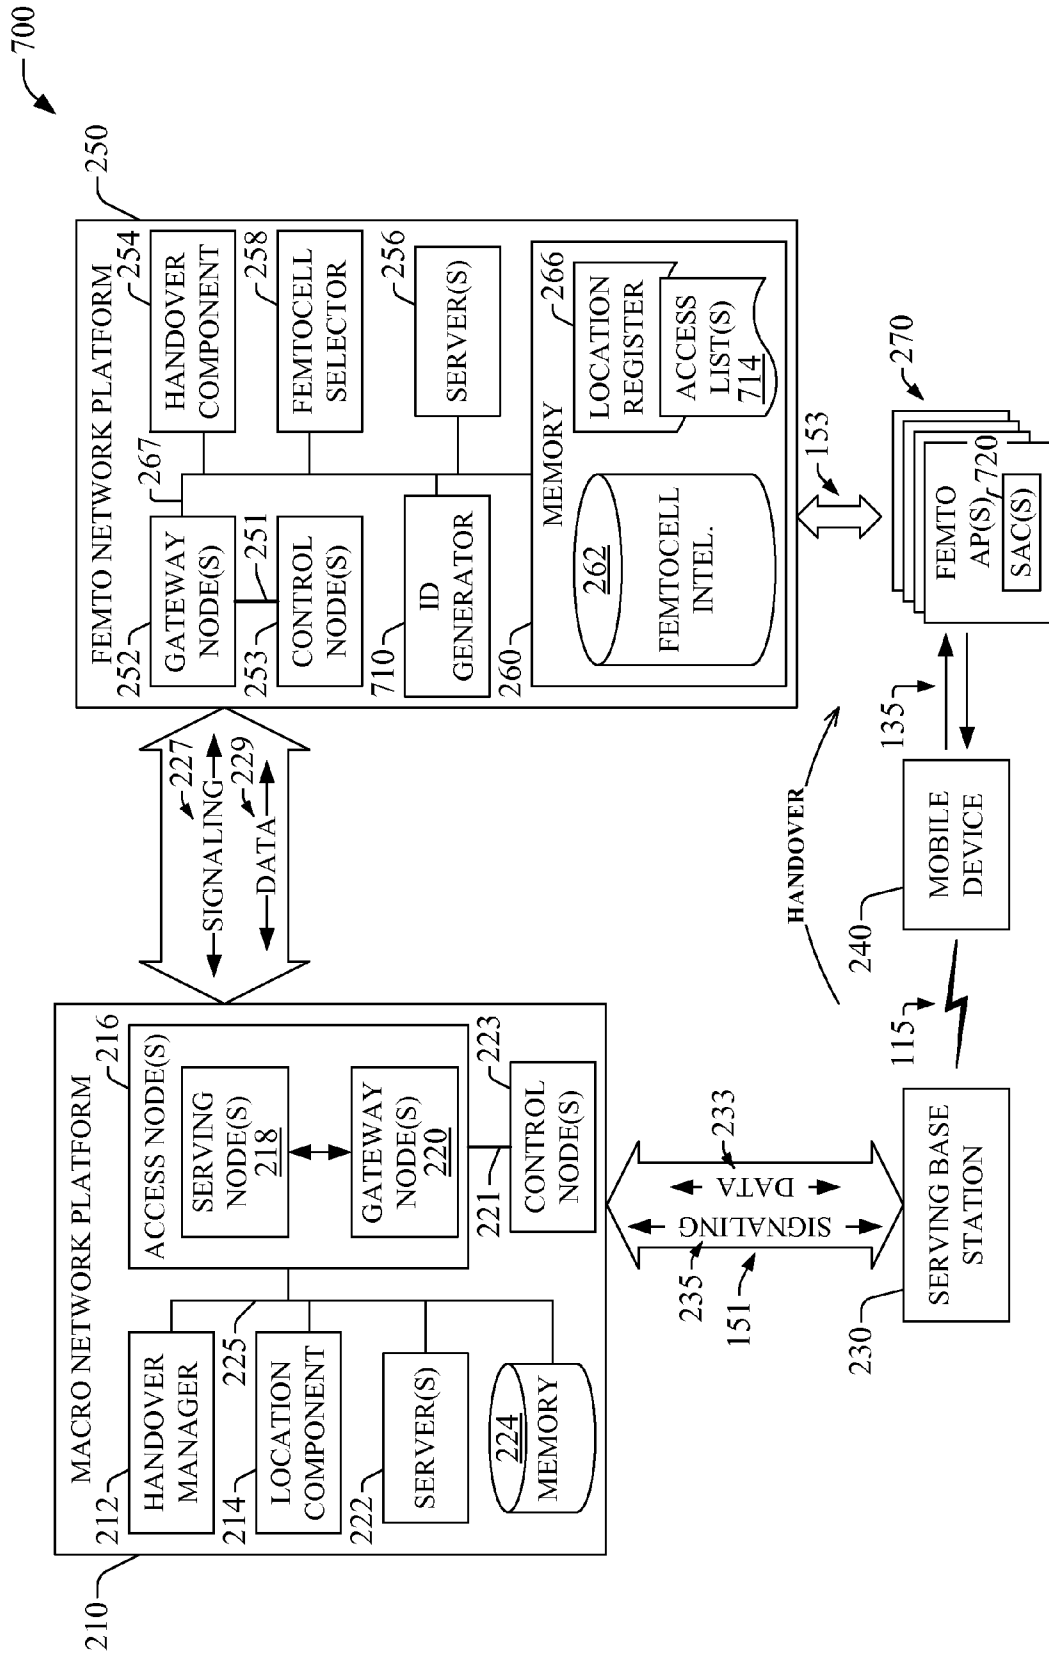 700
210
MACRO NETWORK PLATFORM
212
HANDOVER
MANAGER
225
214
LOCATION
COMPONENT
222
SERVER(S)
224
MEMORY
216
ACCESS NODE(S)
SERVING
NODE(S)
218
GATEWAY
NODE(S)
220
221
223
CONTROL
NODE(S)
227
SIGNALING
229
DATA
250
FEMTO NETWORK PLATFORM
252
GATEWAY
NODE(S)
267
254
HANDOVER
COMPONENT
251
253
CONTROL
NODE(S)
258
FEMTOCELL
SELECTOR
710
ID
GENERATOR
256
SERVER(S)
260
MEMORY
262
FEMTOCELL
INTEL.
266
LOCATION
REGISTER
ACCESS
LIST(S)
714
235
SIGNALING
DATA
233
151
HANDOVER
153
230
SERVING BASE
STATION
115
240
MOBILE
DEVICE
135
270
FEMTO
AP(S)
720
SAC(S)